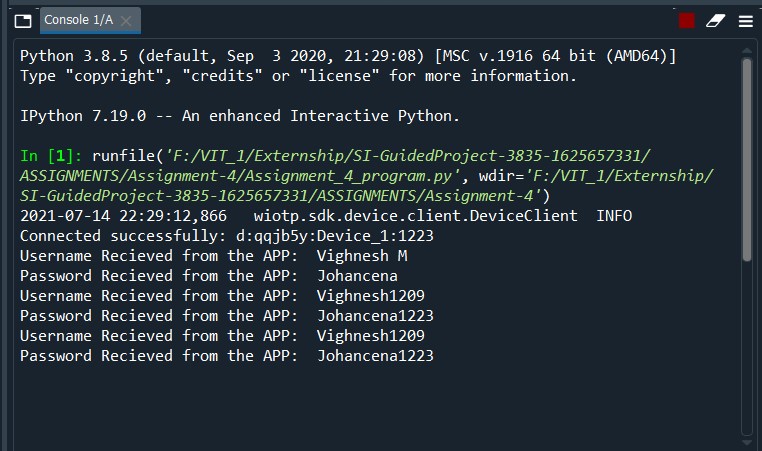 Console 1/A
Python 3.8.5 (default, Sep  3 2020, 21:29:08) [MSC v.1916 64 bit (AMD64)]
Type "copyright", "credits" or "license" for more information.
IPython 7.19.0 -- An enhanced Interactive Python.
In [1]: runfile('F:/VIT_1/Externship/SI-GuidedProject-3835-1625657331/
ASSIGNMENTS/Assignment-4/Assignment_4_program.py', wdir='F:/VIT_1/Externship/
SI-GuidedProject-3835-1625657331/ASSIGNMENTS/Assignment-4')
2021-07-14 22:29:12,866   wiotp.sdk.device.client.DeviceClient  INFO
Connected successfully: d:qqjb5y:Device_1:1223
Username Recieved from the APP:  Vighnesh M
Password Recieved from the APP:  Johancena
Username Recieved from the APP:  Vighnesh1209
Password Recieved from the APP:  Johancena1223
Username Recieved from the APP:  Vighnesh1209
Password Recieved from the APP:  Johancena1223